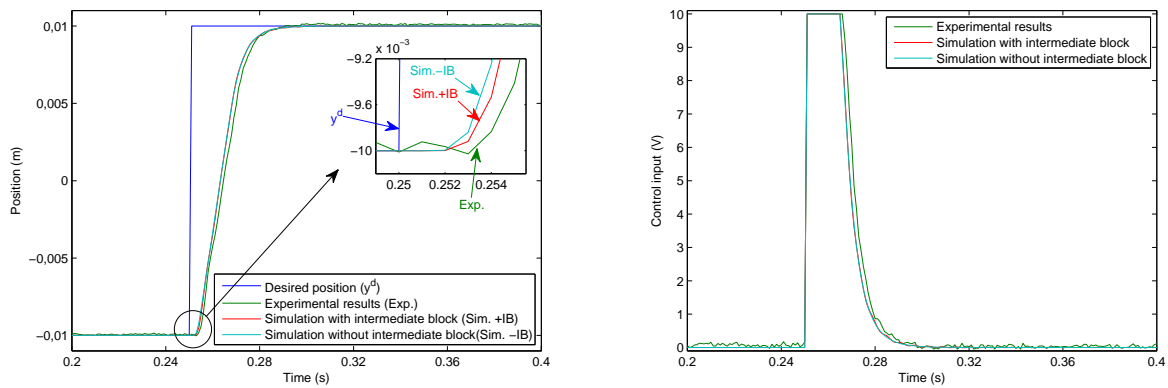 0,01
0,005
0
−0,005
−0,01
Position (m)
0.2
0.24
0.28
0.32
0.36
0.4
Time (s)
x 10⁻³
−9.2
−9.6
−10
0.25
0.252
0.254
Sim.−IB
Sim.+IB
yᵈ
Exp.
Desired position (yᵈ)
Experimental results (Exp.)
Simulation with intermediate block (Sim. +IB)
Simulation without intermediate block(Sim. −IB)
10
9
8
7
6
5
4
3
2
1
0
Control input (V)
0.2
0.24
0.28
0.32
0.36
0.4
Time (s)
Experimental results
Simulation with intermediate block
Simulation without intermediate block